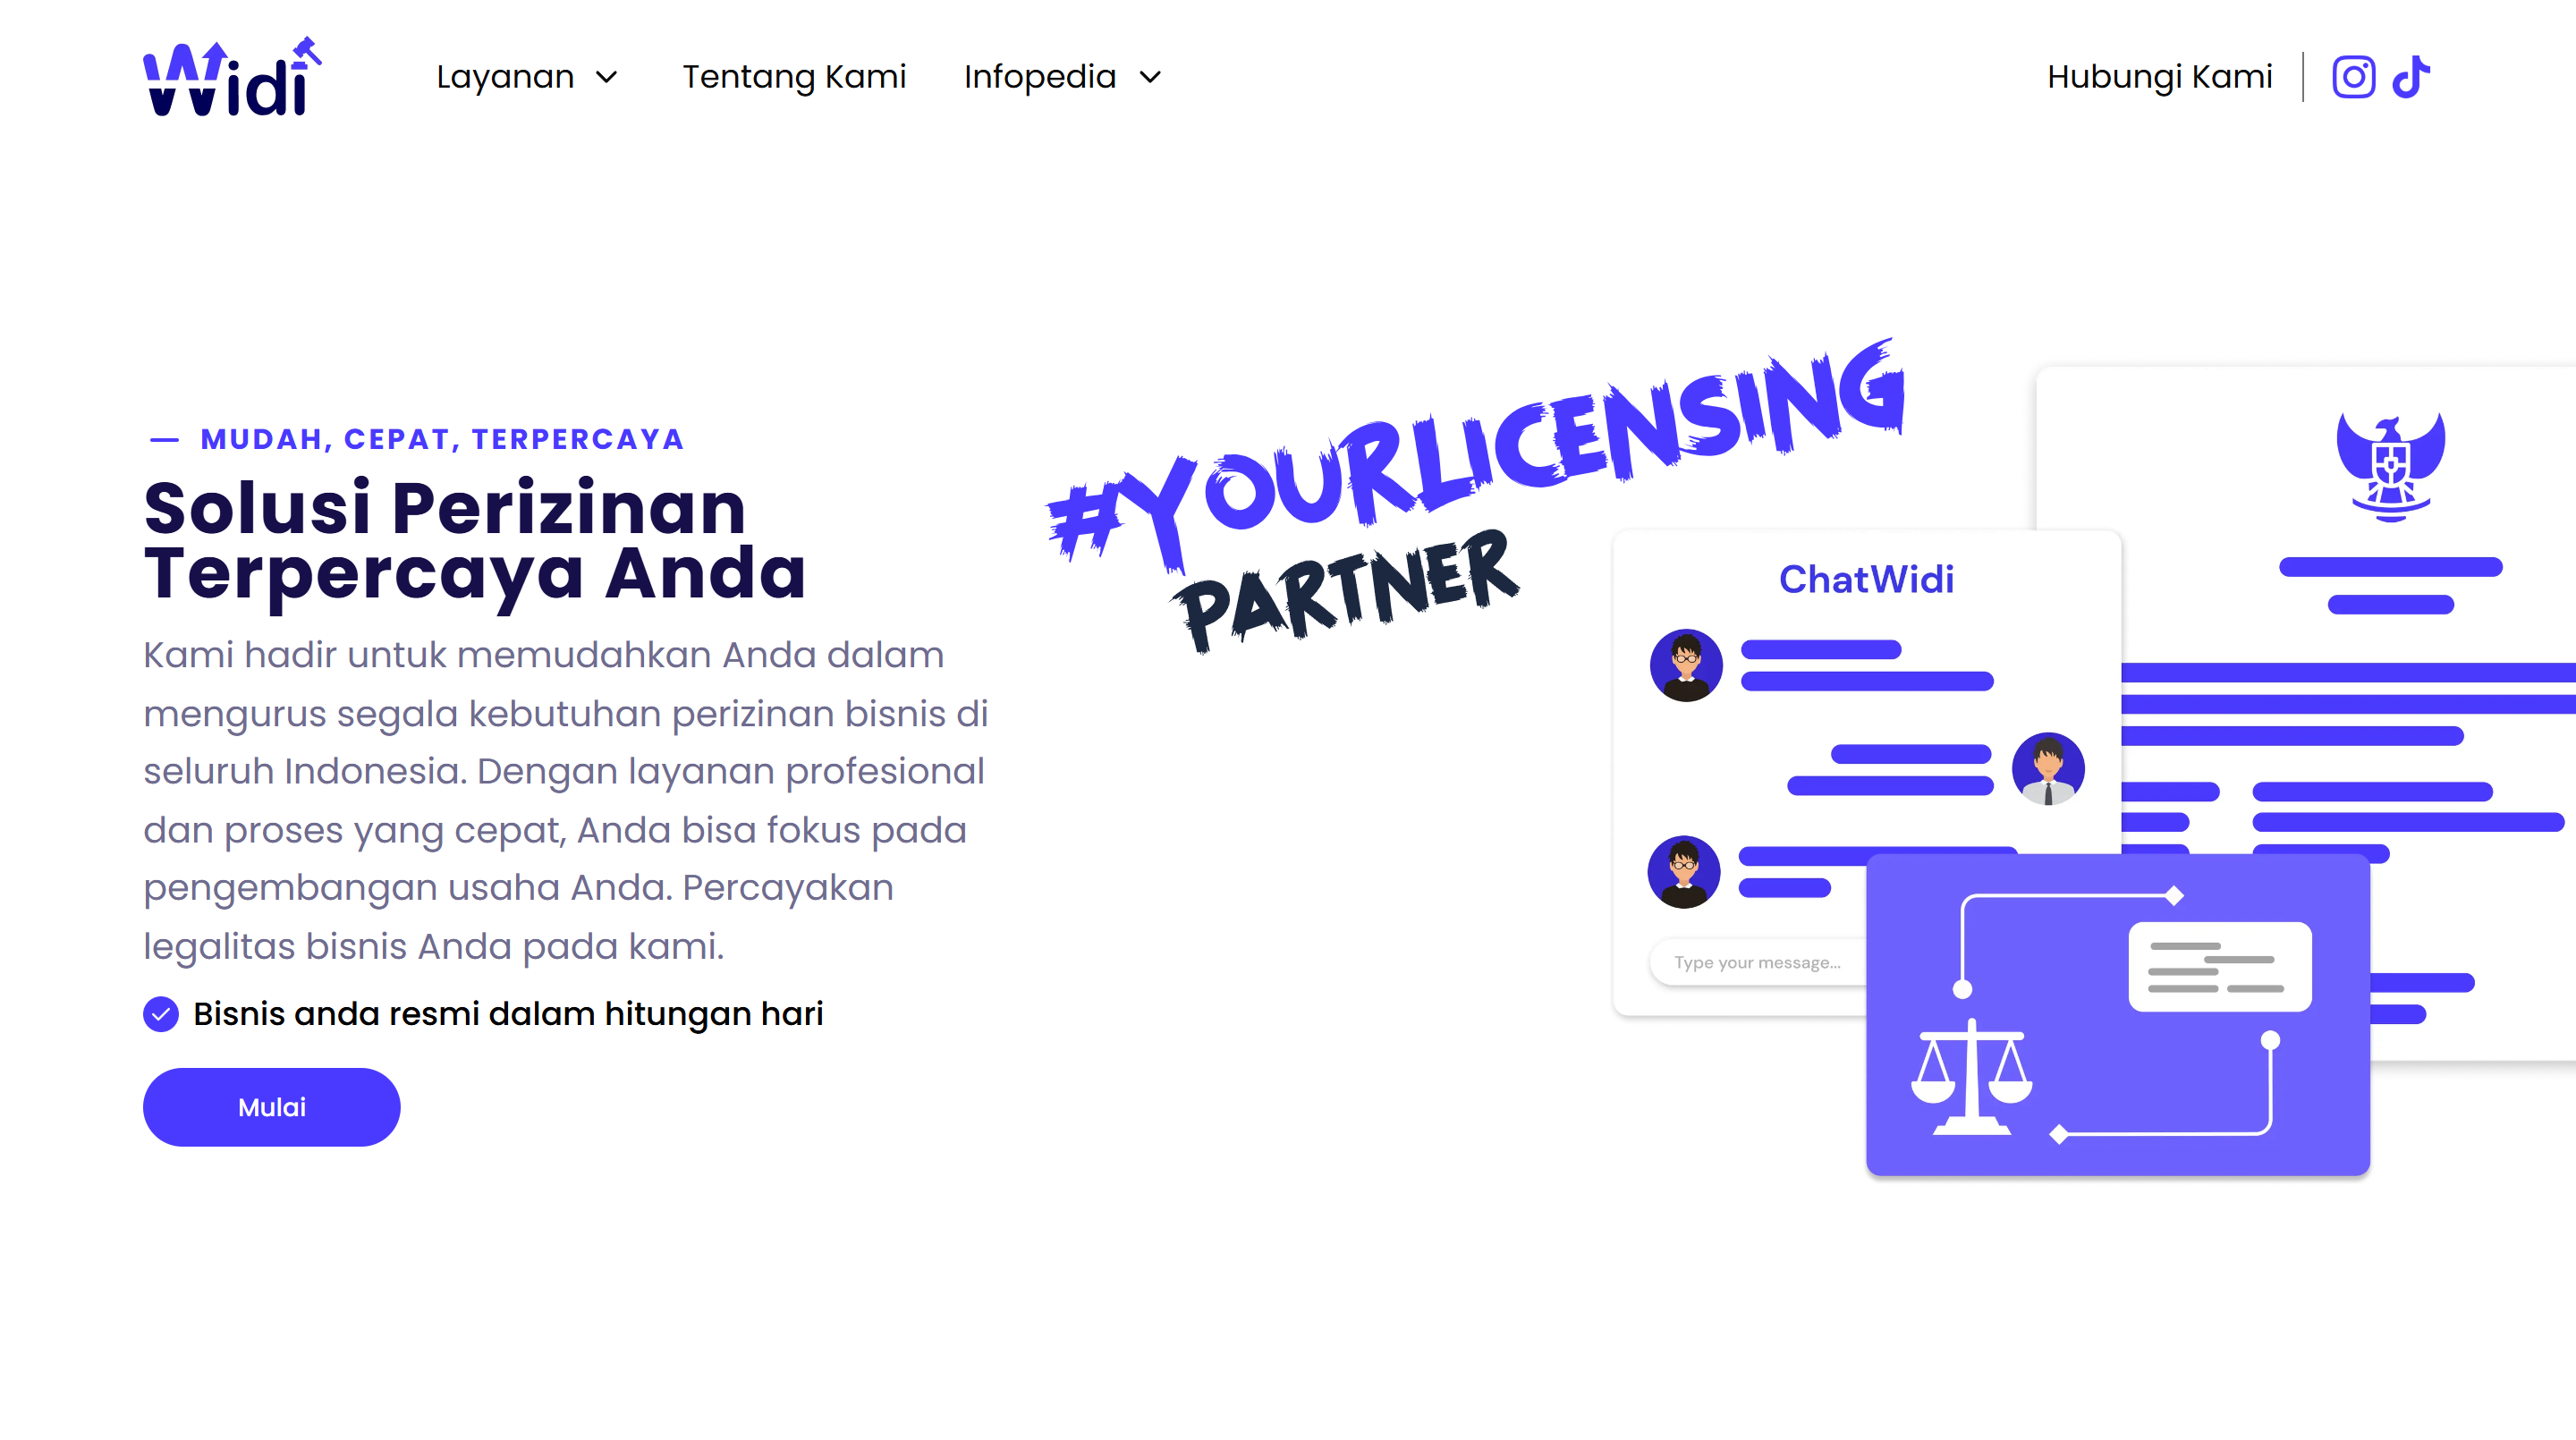 Widi
Layanan
Tentang Kami
Infopedia
Hubungi Kami
MUDAH, CEPAT, TERPERCAYA
Solusi Perizinan
Terpercaya Anda
Kami hadir untuk memudahkan Anda dalam
mengurus segala kebutuhan perizinan bisnis di
seluruh Indonesia. Dengan layanan profesional
dan proses yang cepat, Anda bisa fokus pada
pengembangan usaha Anda. Percayakan
legalitas bisnis Anda pada kami.
Bisnis anda resmi dalam hitungan hari
Mulai
#YOURLICENSING
PARTNER
ChatWidi
Type your message...